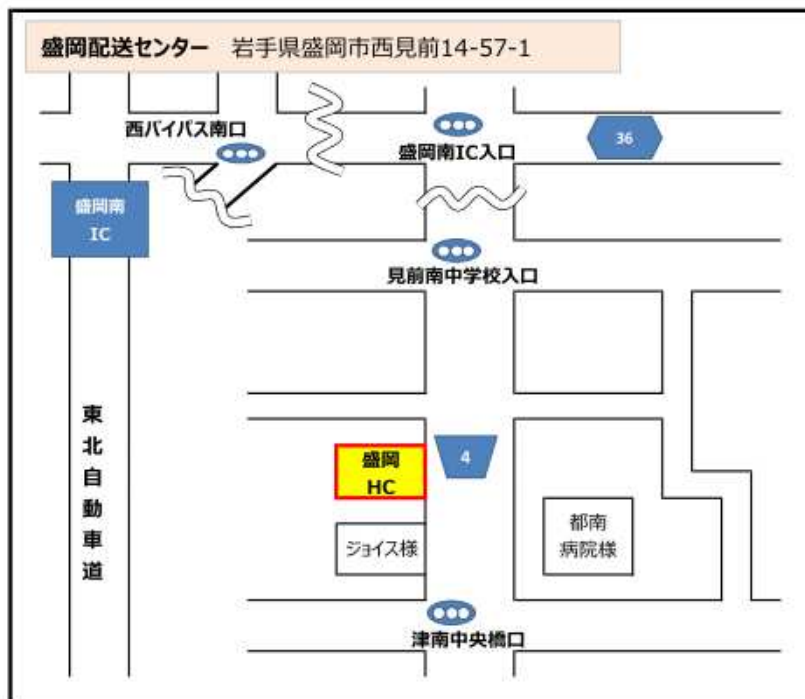 盛岡配送センター 岩手県盛岡市西見前14-57-1
西バイパス南口
盛岡南IC入口
36
盛岡南
IC
見前南中学校入口
東北自動車道
4
盛岡
HC
ジョイス様
都南
病院様
津南中央橋口